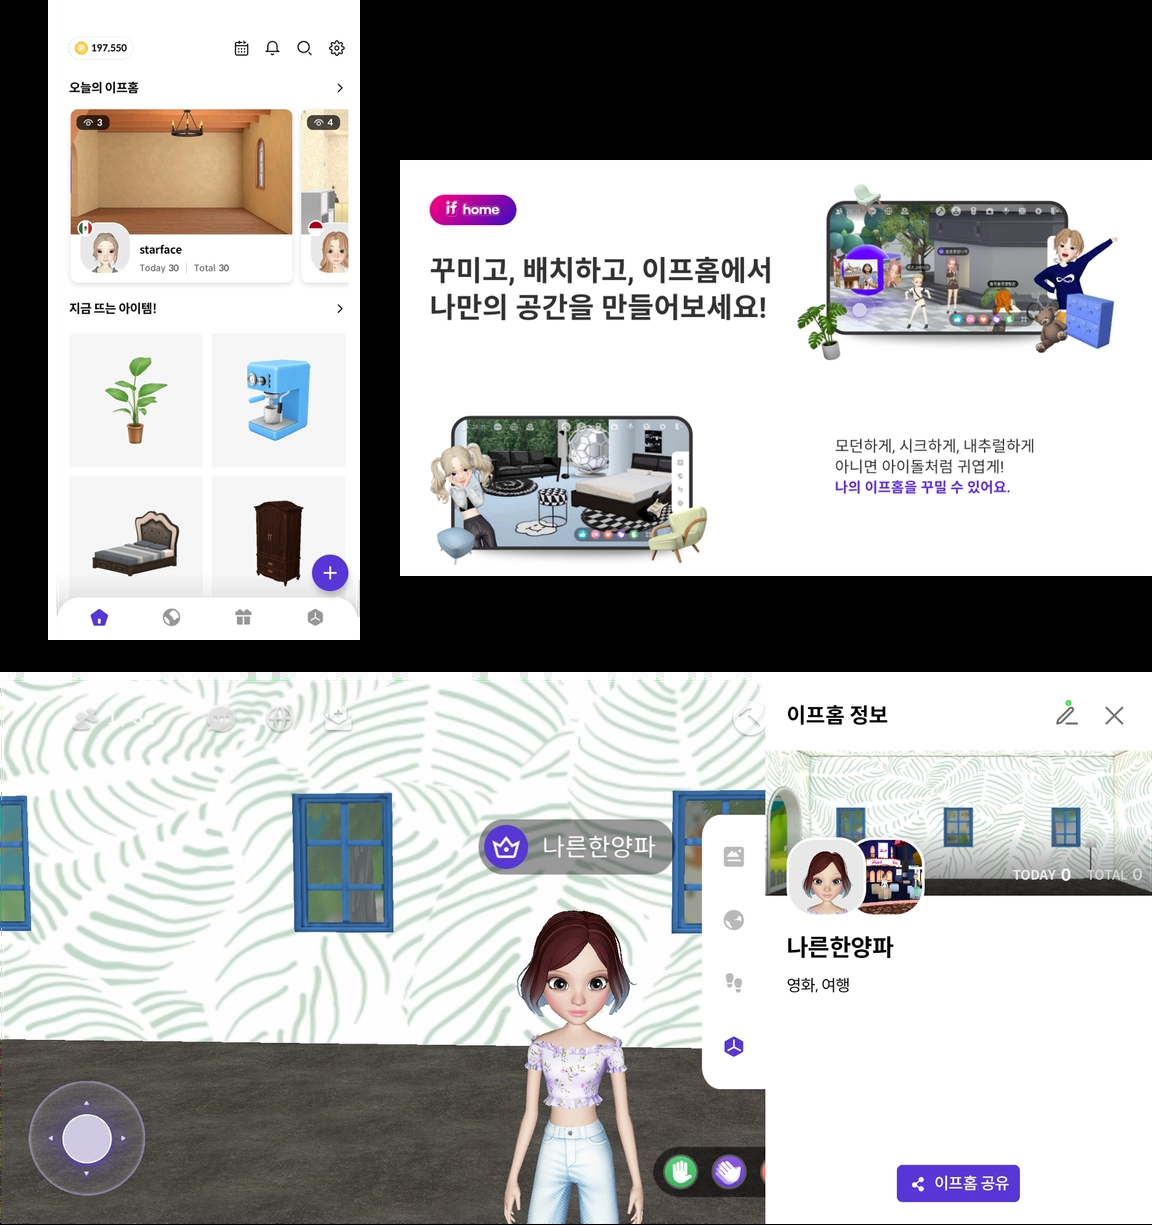 197,550
오늘의 이프홈
3
4
starface
Today 30
Total 30
지금 뜨는 아이템!
if home
꾸미고, 배치하고, 이프홈에서
나만의 공간을 만들어보세요!
모던하게, 시크하게, 내추럴하게
아니면 아이돌처럼 귀엽게!
나의 이프홈을 꾸밀 수 있어요.
나른한양파
이프홈 정보
TODAY 0 TOTAL 0
나른한양파
영화, 여행
이프홈 공유